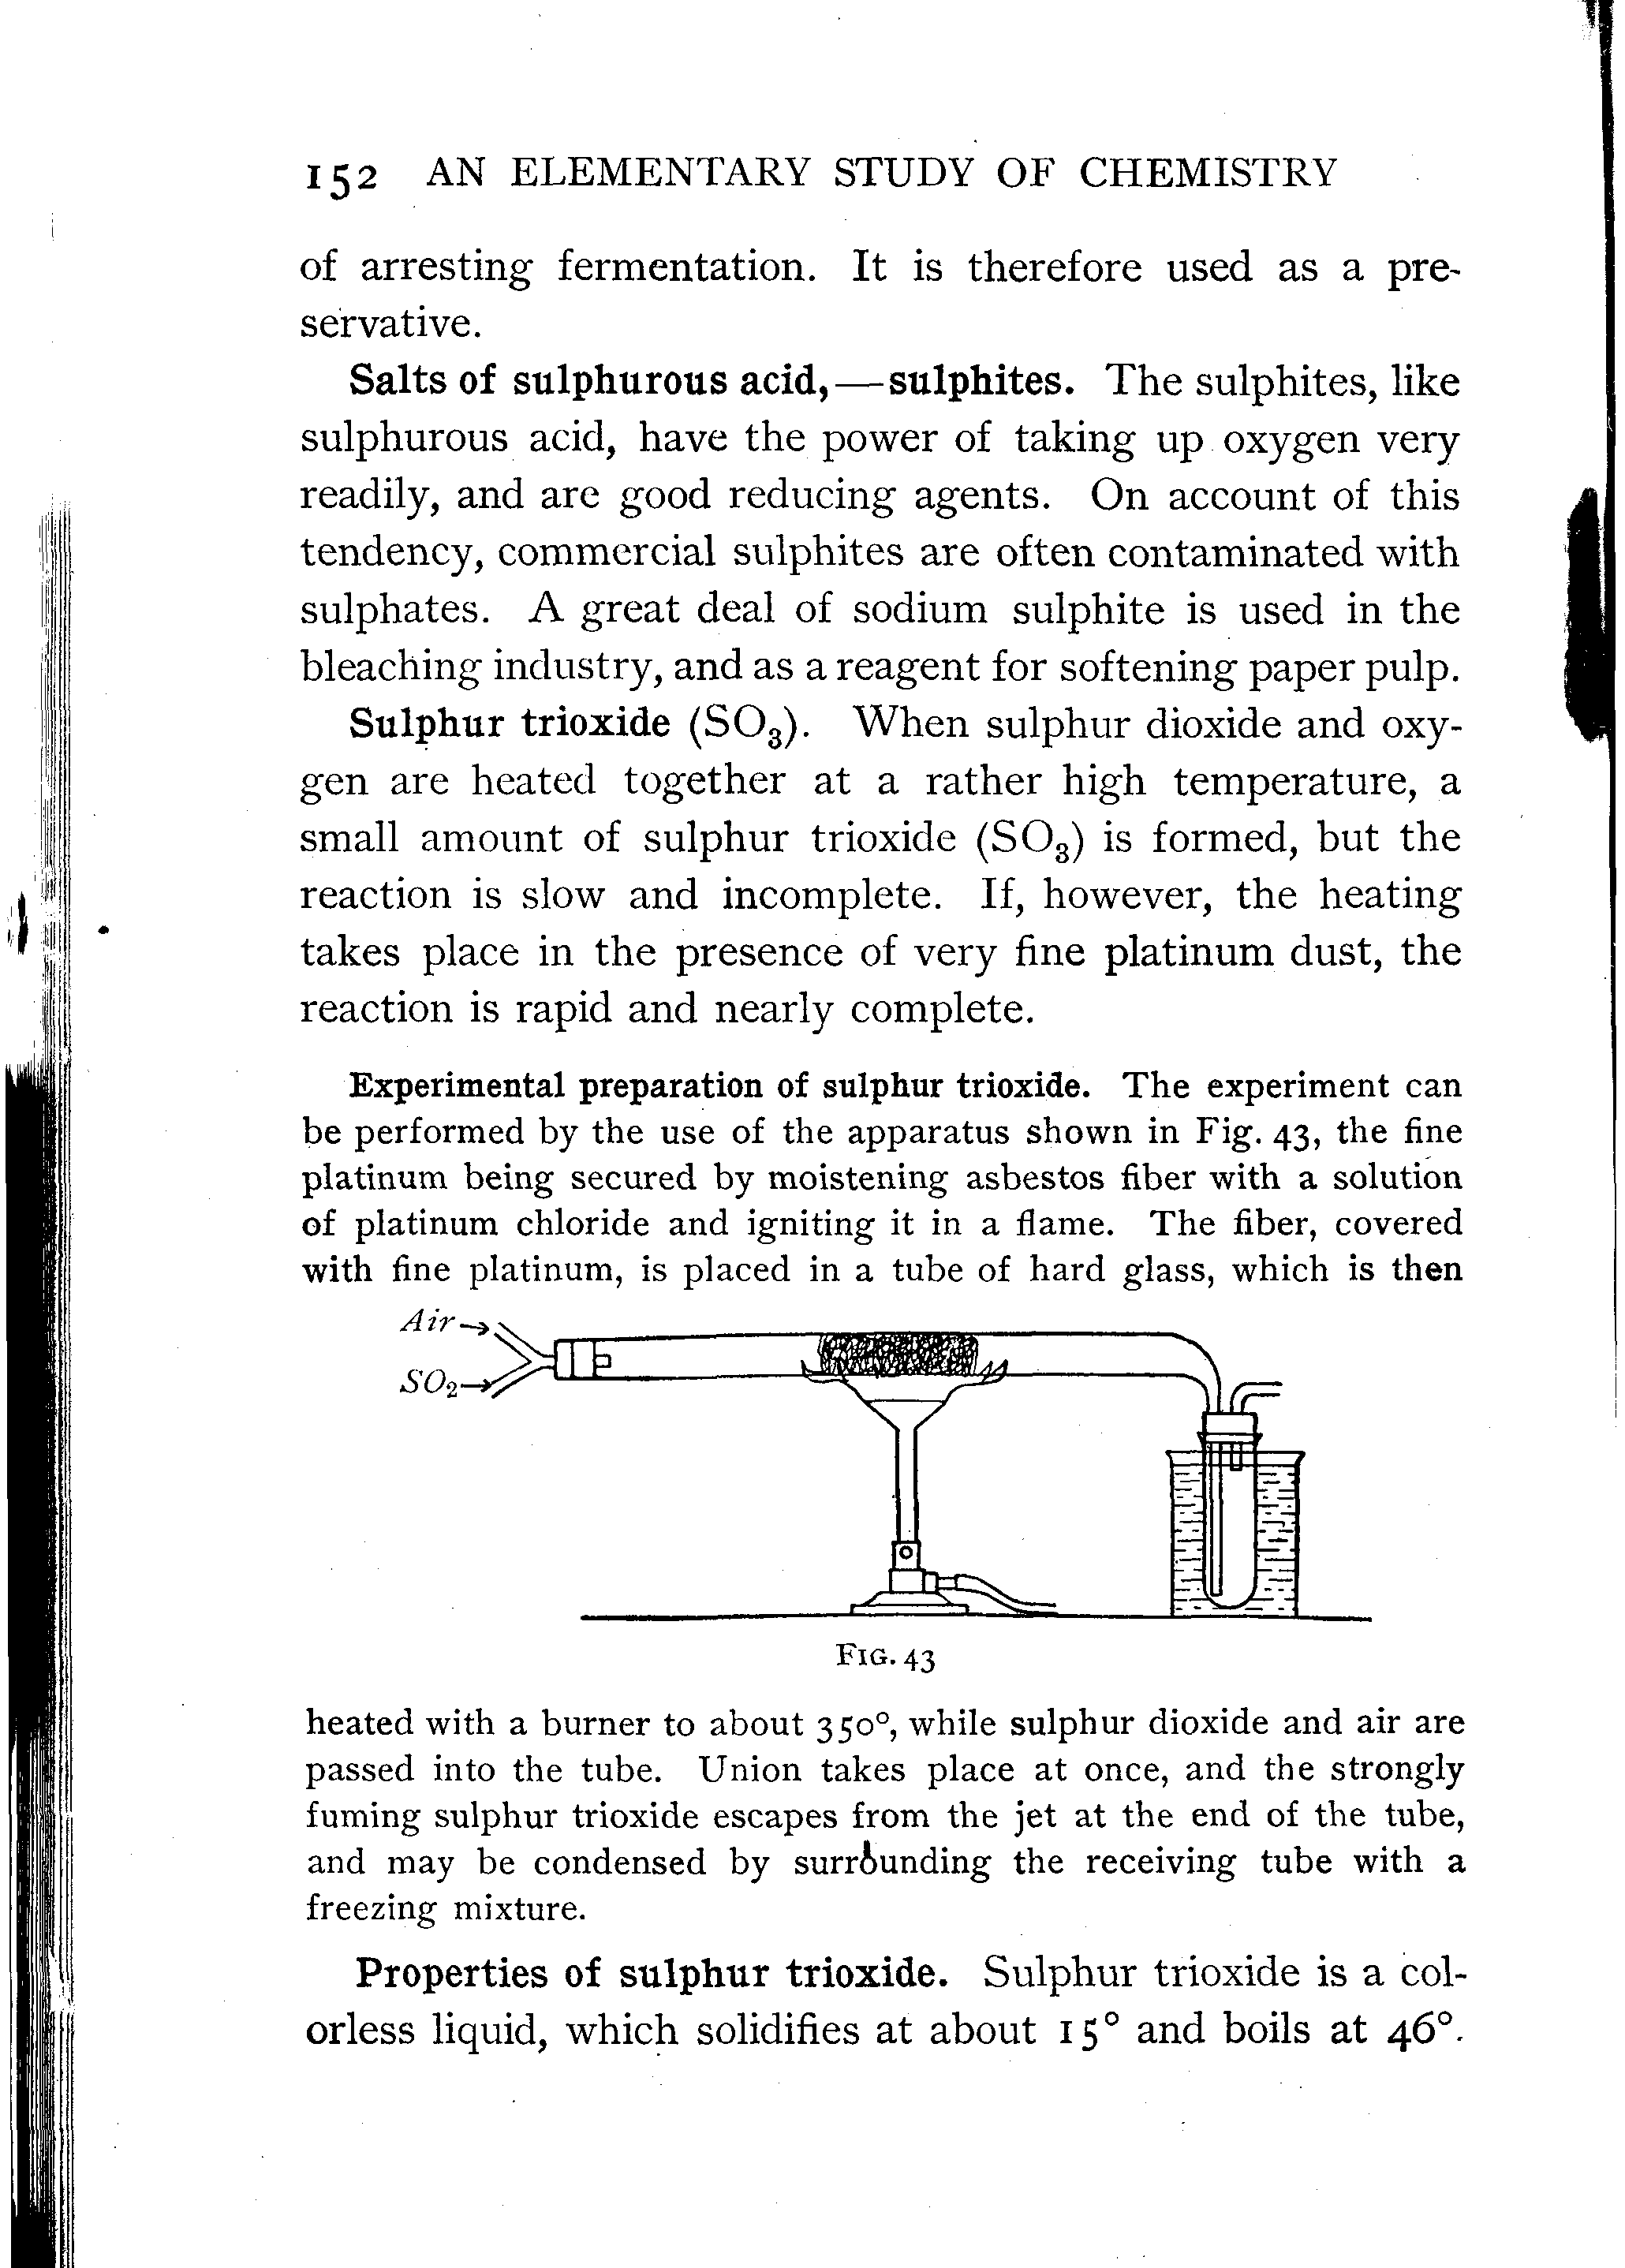 152 AN ELEMENTARY STUDY OF CHEMISTRY
of arresting fermentation. It is therefore used as a pre-
servative.
Salts of sulphurous acid,—sulphites. The sulphites, like
sulphurous acid, have the power of taking up oxygen very
readily, and are good reducing agents. On account of this
tendency, commercial sulphites are often contaminated with
sulphates. A great deal of sodium sulphite is used in the
bleaching industry, and as a reagent for softening paper pulp.
Sulphur trioxide (SO₃). When sulphur dioxide and oxy-
gen are heated together at a rather high temperature, a
small amount of sulphur trioxide (SO₃) is formed, but the
reaction is slow and incomplete. If, however, the heating
takes place in the presence of very fine platinum dust, the
reaction is rapid and nearly complete.
Experimental preparation of sulphur trioxide. The experiment can
be performed by the use of the apparatus shown in Fig. 43, the fine
platinum being secured by moistening asbestos fiber with a solution
of platinum chloride and igniting it in a flame. The fiber, covered
with fine platinum, is placed in a tube of hard glass, which is then
Air
SO₂
FIG. 43
heated with a burner to about 350°, while sulphur dioxide and air are
passed into the tube. Union takes place at once, and the strongly
fuming sulphur trioxide escapes from the jet at the end of the tube,
and may be condensed by surrounding the receiving tube with a
freezing mixture.
Properties of sulphur trioxide. Sulphur trioxide is a col-
orless liquid, which solidifies at about 15° and boils at 46°.